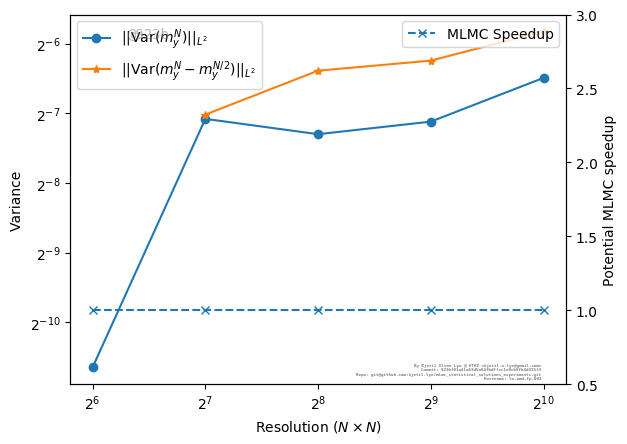 ||Var(m_y^N)||_{L^2}
||Var(m_y^N − m_y^{N/2})||_{L^2}
MLMC Speedup
2^{−6}
2^{−7}
2^{−8}
2^{−9}
2^{−10}
Variance
3.0
2.5
2.0
1.5
1.0
0.5
Potential MLMC speedup
2^6
2^7
2^8
2^9
2^{10}
Resolution (N × N)